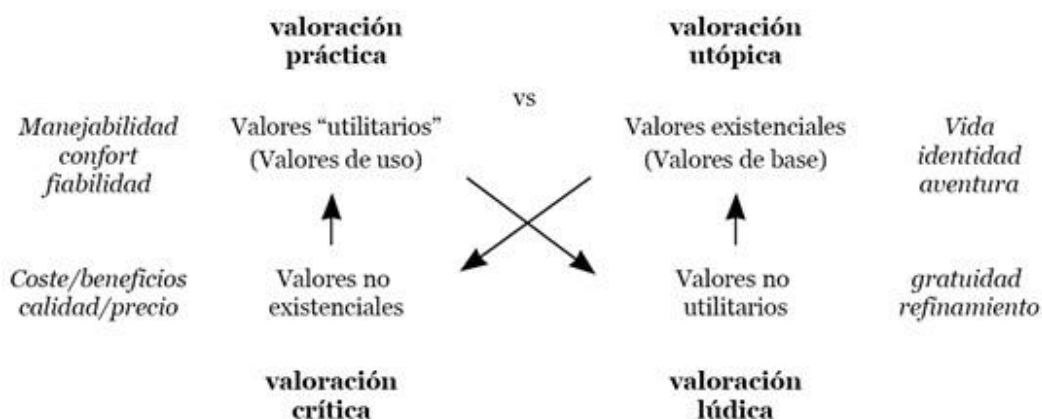 valoración
práctica
valoración
utópica
vs
Manejabilidad
confort
fiabilidad
Valores “utilitarios”
(Valores de uso)
Valores existenciales
(Valores de base)
Vida
identidad
aventura
Coste/beneficios
calidad/precio
Valores no
existenciales
Valores no
utilitarios
gratuidad
refinamiento
valoración
crítica
valoración
lúdica